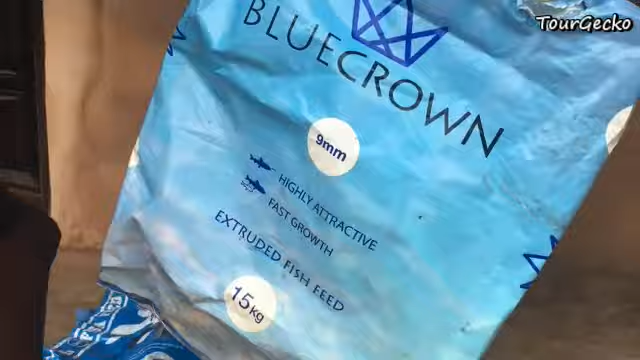 TourGecko
BLUECROWN
9mm
HIGHLY ATTRACTIVE
FAST GROWTH
EXTRUDED FISH FEED
15kg